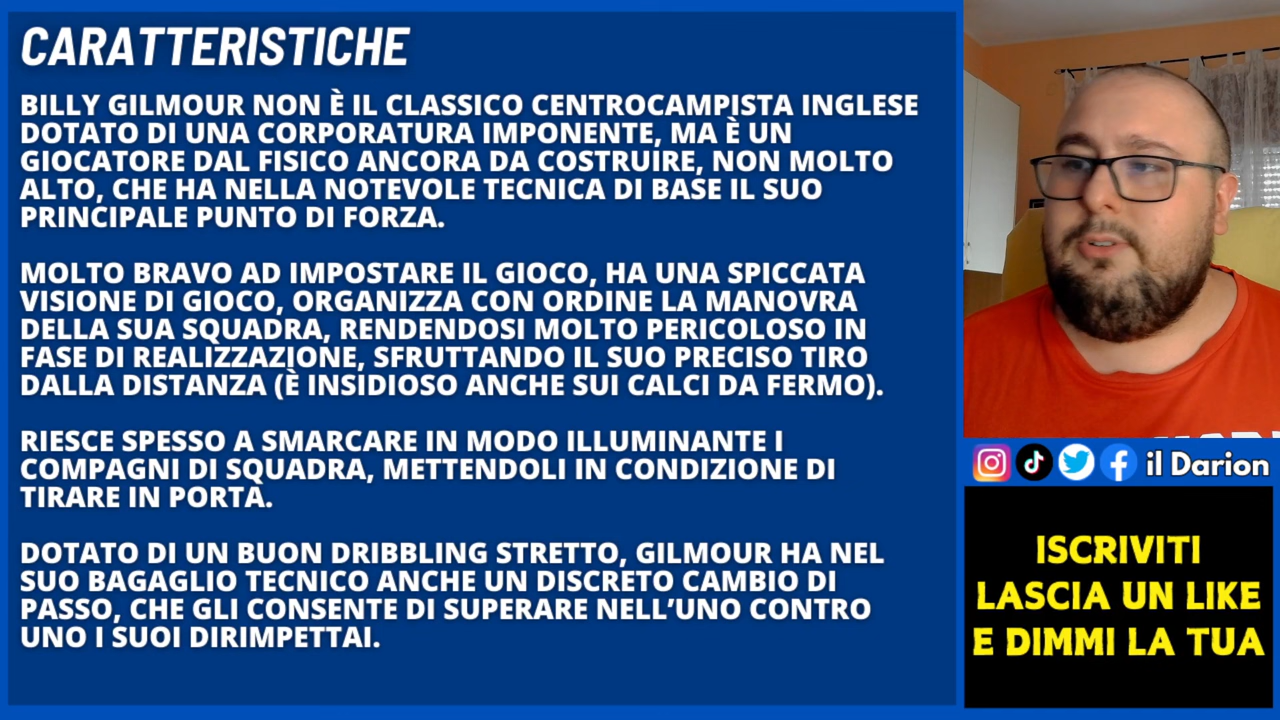 CARATTERISTICHE
BILLY GILMOUR NON È IL CLASSICO CENTROCAMPISTA INGLESE
DOTATO DI UNA CORPORATURA IMPONENTE, MA È UN
GIOCATORE DAL FISICO ANCORA DA COSTRUIRE, NON MOLTO
ALTO, CHE HA NELLA NOTEVOLE TECNICA DI BASE IL SUO
PRINCIPALE PUNTO DI FORZA.
MOLTO BRAVO AD IMPOSTARE IL GIOCO, HA UNA SPICCATA
VISIONE DI GIOCO, ORGANIZZA CON ORDINE LA MANOVRA
DELLA SUA SQUADRA, RENDENDOSI MOLTO PERICOLOSO IN
FASE DI REALIZZAZIONE, SFRUTTANDO IL SUO PRECISO TIRO
DALLA DISTANZA (È INSIDIOSO ANCHE SUI CALCI DA FERMO).
RIESCE SPESSO A SMARCARE IN MODO ILLUMINANTE I
COMPAGNI DI SQUADRA, METTENDOLI IN CONDIZIONE DI
TIRARE IN PORTA.
DOTATO DI UN BUON DRIBBLING STRETTO, GILMOUR HA NEL
SUO BAGAGLIO TECNICO ANCHE UN DISCRETO CAMBIO DI
PASSO, CHE GLI CONSENTE DI SUPERARE NELL'UNO CONTRO
UNO I SUOI DIRIMPETTAI.
il Darion
ISCRIVITI
LASCIA UN LIKE
E DIMMI LA TUA